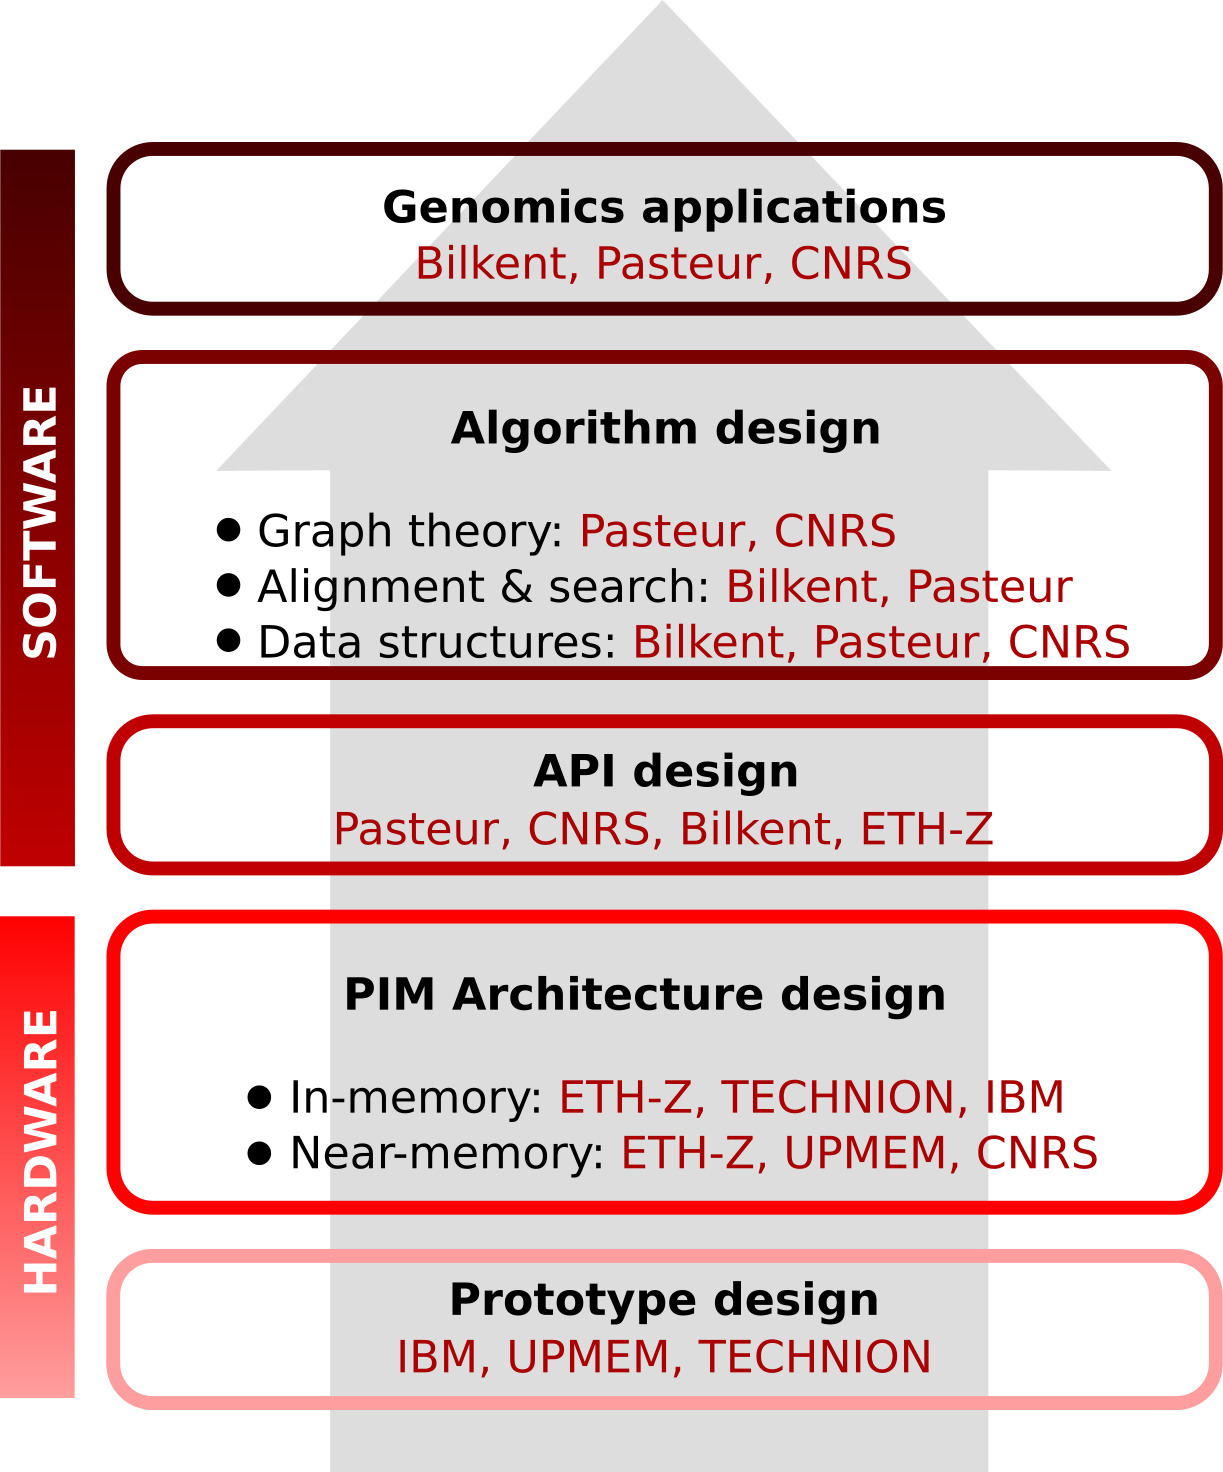 SOFTWARE
Genomics applications
Bilkent, Pasteur, CNRS
Algorithm design
● Graph theory: Pasteur, CNRS
● Alignment & search: Bilkent, Pasteur
● Data structures: Bilkent, Pasteur, CNRS
API design
Pasteur, CNRS, Bilkent, ETH-Z
HARDWARE
PIM Architecture design
● In-memory: ETH-Z, TECHNION, IBM
● Near-memory: ETH-Z, UPMEM, CNRS
Prototype design
IBM, UPMEM, TECHNION